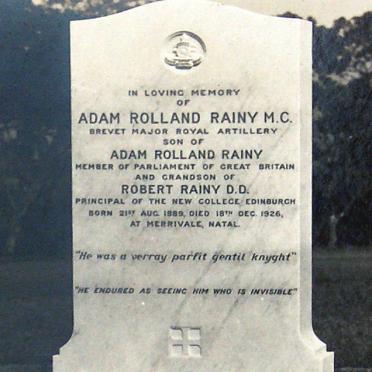 IN LOVING MEMORY
OF
ADAM ROLLAND RAINY M.C.
BREVET MAJOR ROYAL ARTILLERY
SON OF
ADAM ROLLAND RAINY
MEMBER OF PARLIAMENT OF GREAT BRITAIN
AND GRANDSON OF
ROBERT RAINY D.D.
PRINCIPAL OF THE NEW COLLEGE EDINBURGH
BORN 21ST AUG. 1889, DIED 18TH DEC. 1926,
AT MERRIVALE, NATAL.
"He was a verray parfit gentil knyght"
"HE ENDURED AS SEEING HIM WHO IS INVISIBLE"